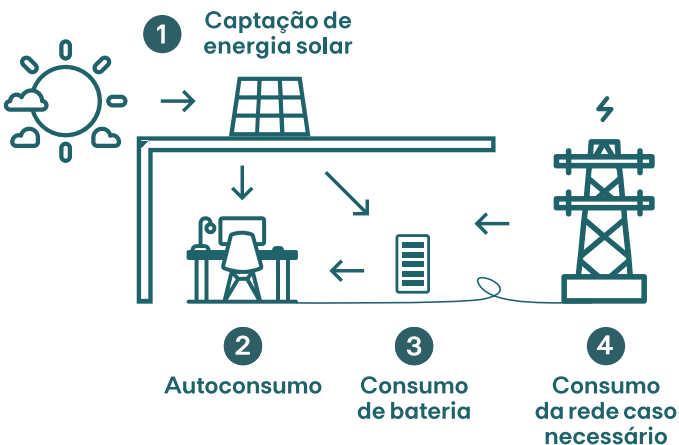 1
Captação de
energia solar
2
Autoconsumo
3
Consumo
de bateria
4
Consumo
da rede caso
necessário